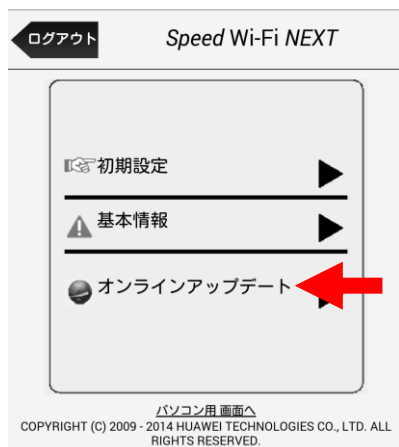 ログアウト
Speed Wi-Fi NEXT
初期設定
基本情報
オンラインアップデート
パソコン用 画面へ
COPYRIGHT (C) 2009 - 2014 HUAWEI TECHNOLOGIES CO., LTD. ALL
RIGHTS RESERVED.